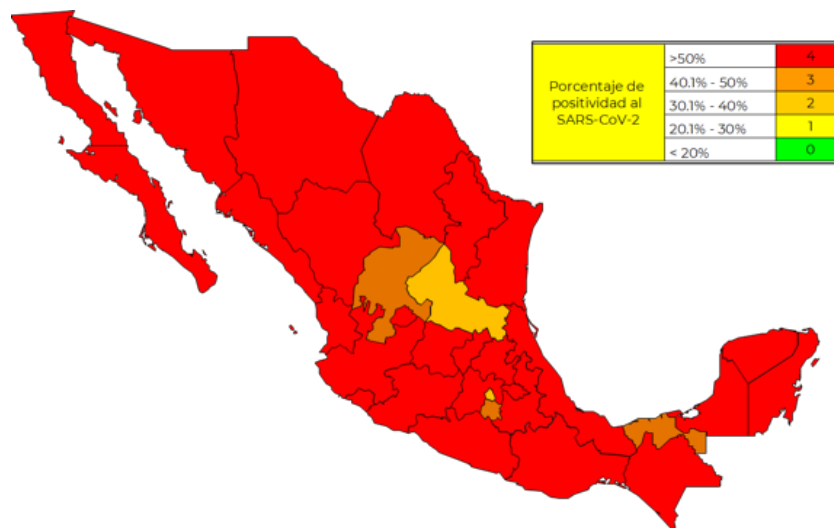 Porcentaje de
positividad al
SARS-CoV-2
>50% 4
40.1% - 50% 3
30.1% - 40% 2
20.1% - 30% 1
< 20% 0